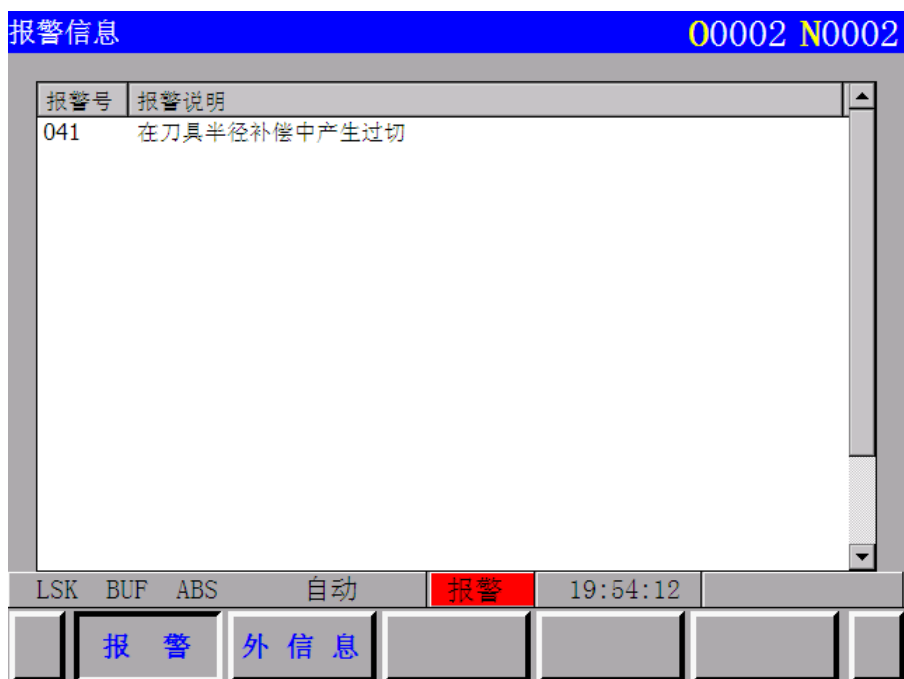 报警信息 O0002 N0002
报警号 报警说明
041 在刀具半径补偿中产生过切
LSK BUF ABS 自动 报警 19:54:12
报 警 外 信 息